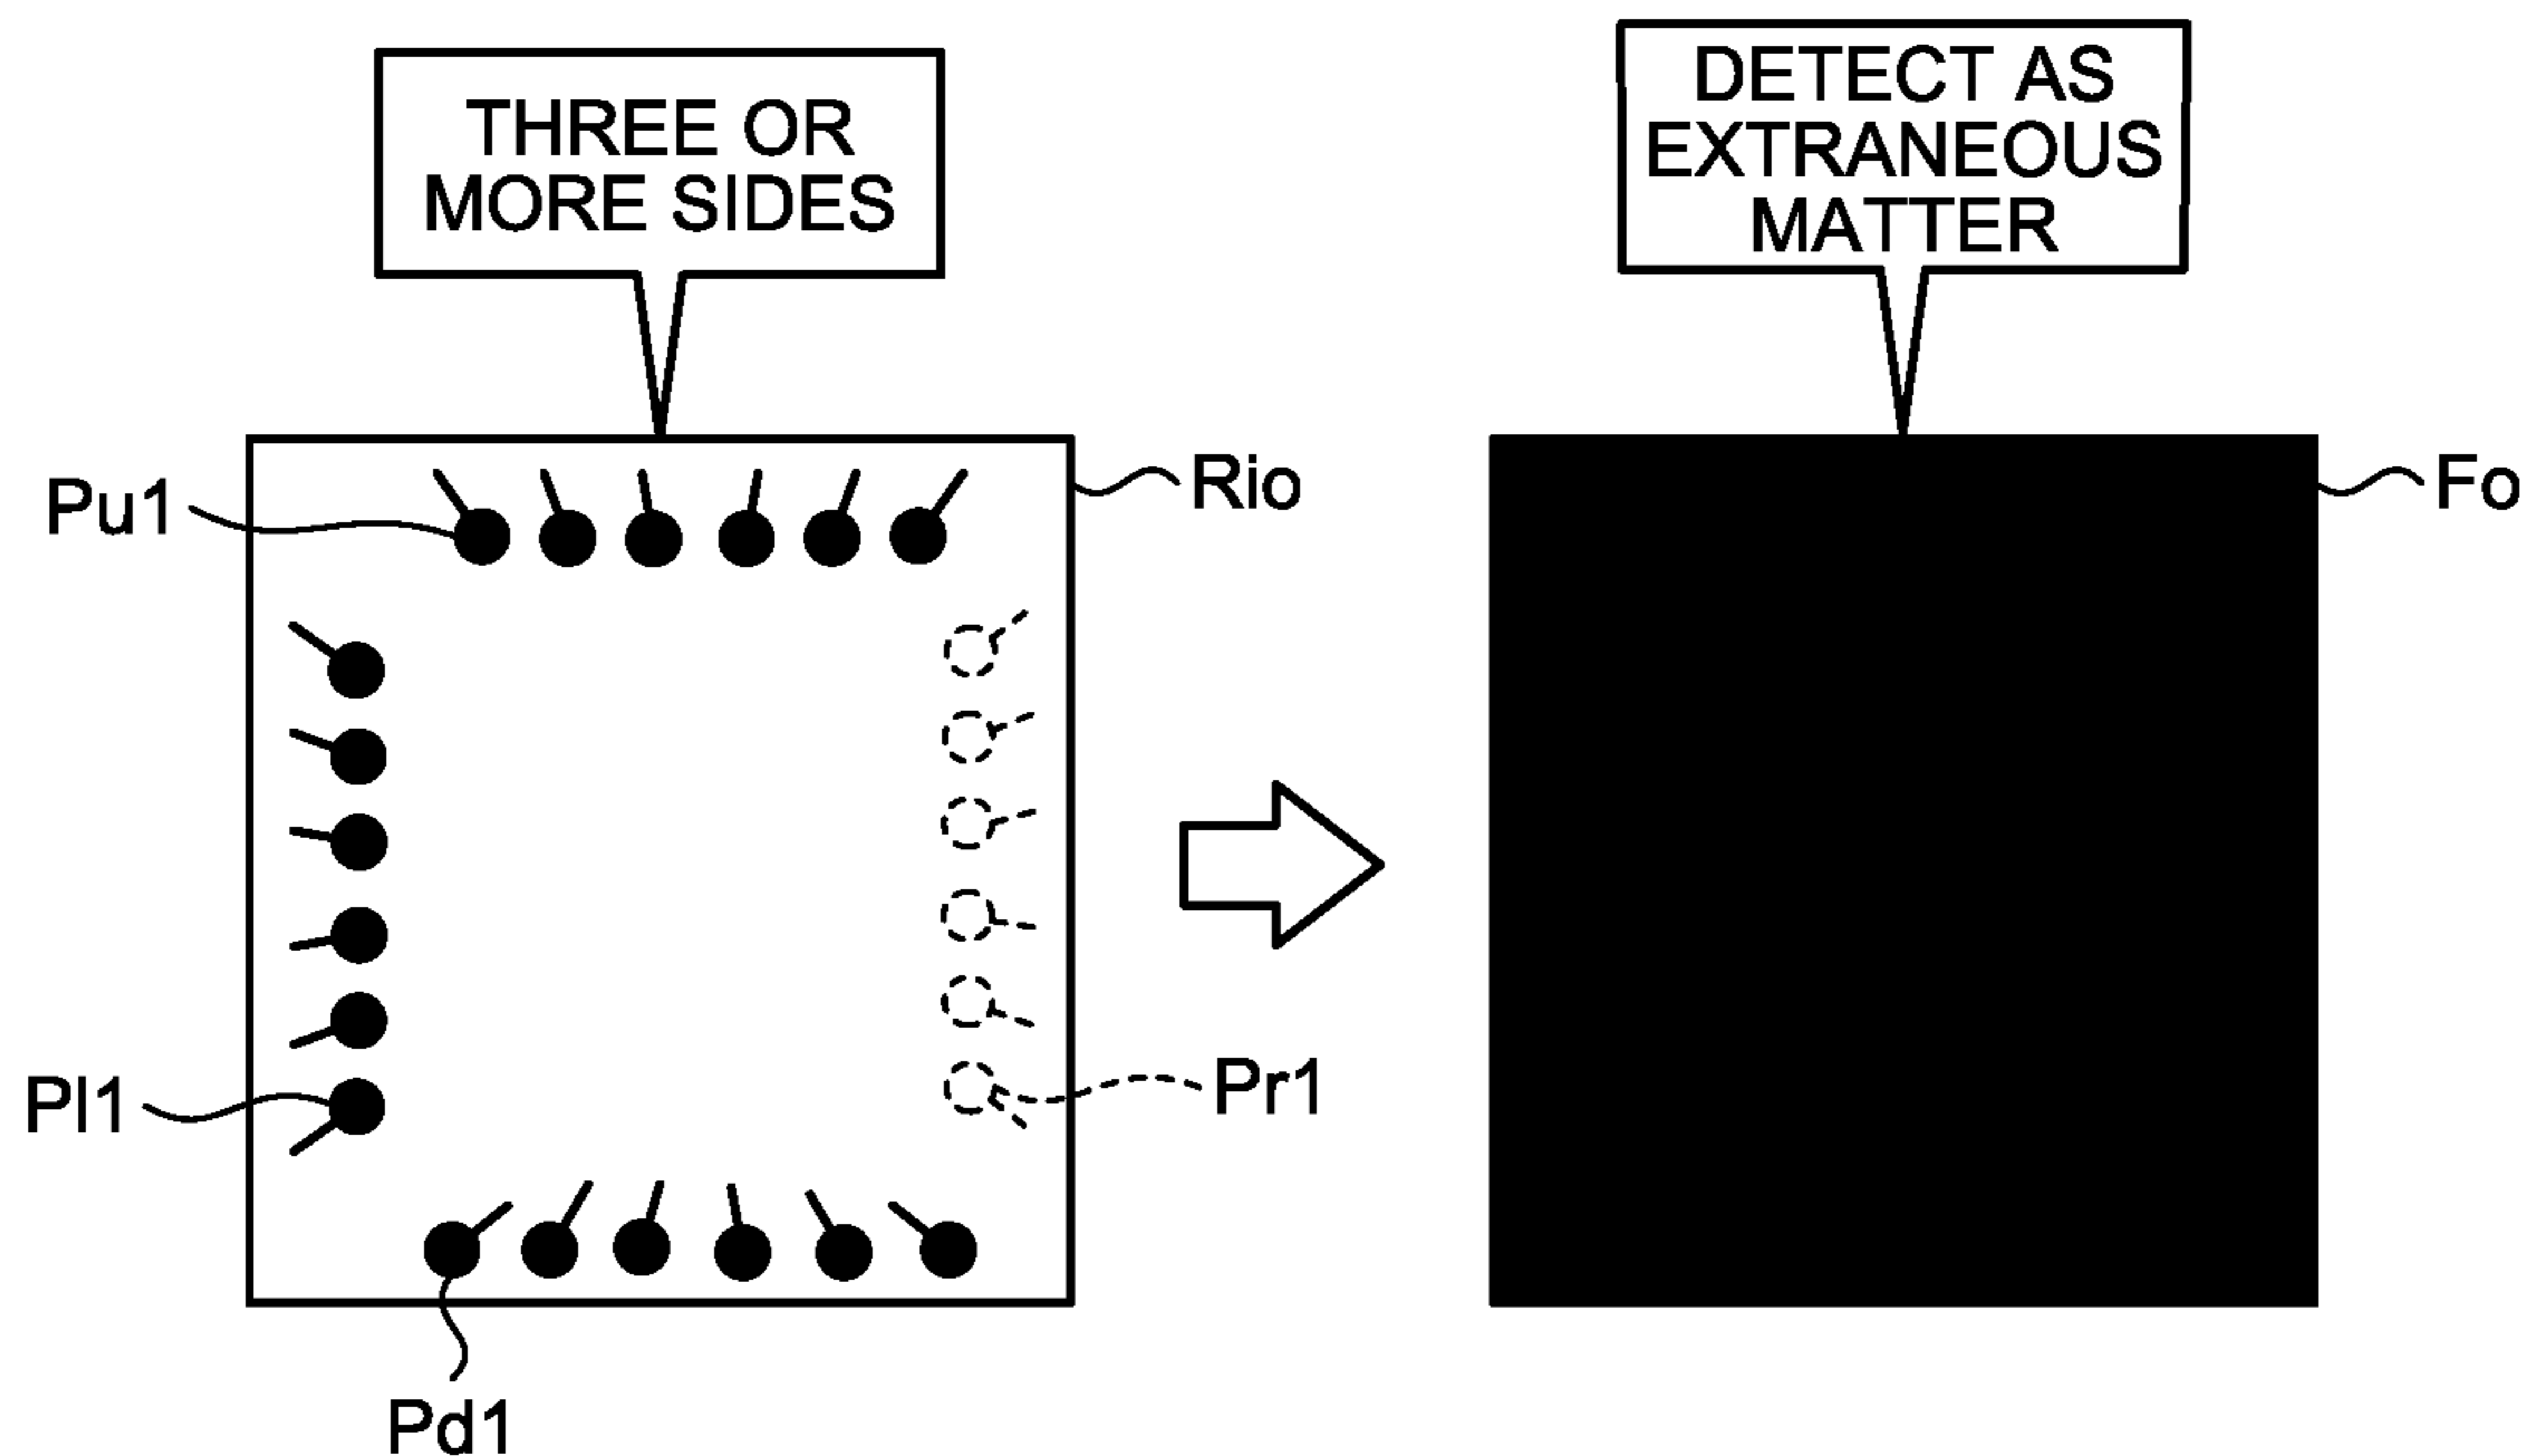 THREE OR
MORE SIDES
DETECT AS
EXTRANEOUS
MATTER
Pu1
Rio
Fo
Pl1
Pr1
Pd1